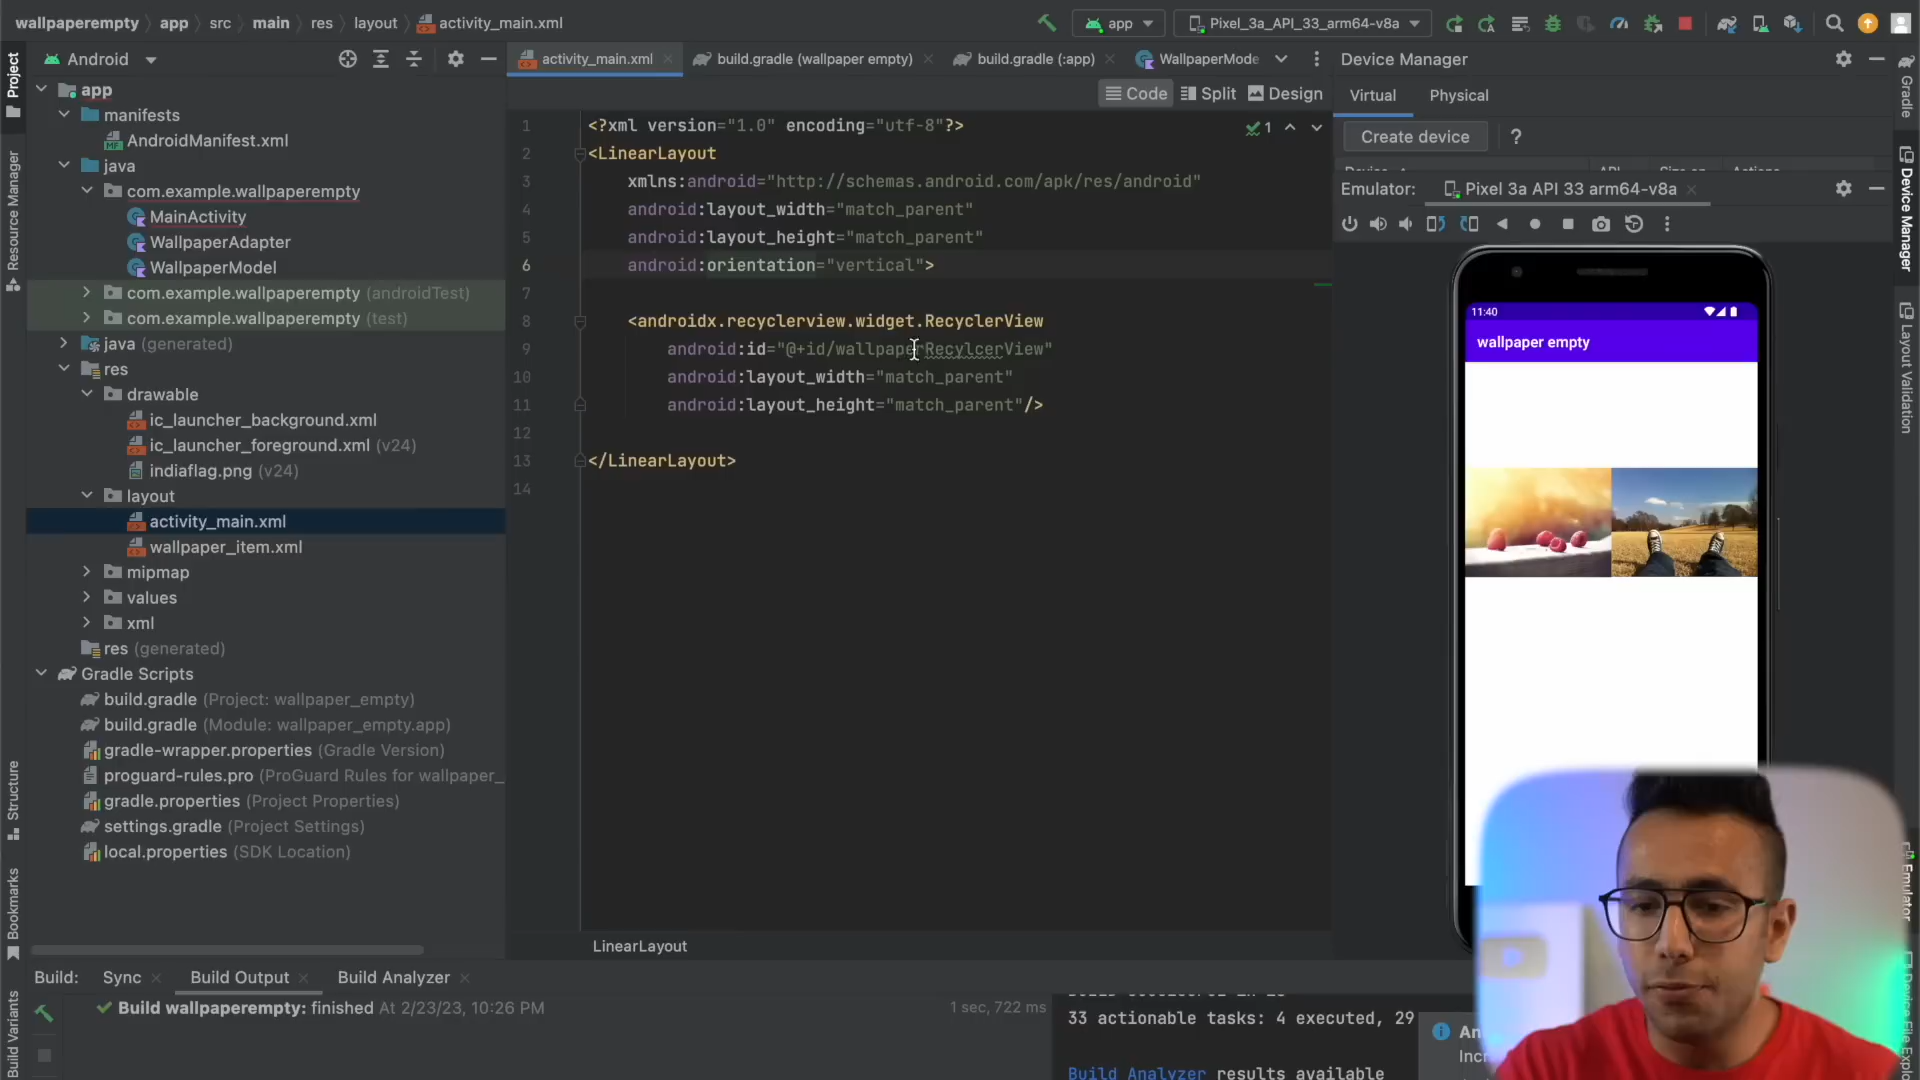 wallpaperempty app src main res layout activity_main.xml
app
Pixel_3a_API_33_arm64-v8a
Android
activity_main.xml
build.gradle (wallpaper empty)
build.gradle (:app)
WallpaperMode
Code
Split
Design
Project
Resource Manager
Structure
Bookmarks
Build Variants
app
manifests
AndroidManifest.xml
java
com.example.wallpaperempty
MainActivity
WallpaperAdapter
WallpaperModel
com.example.wallpaperempty (androidTest)
com.example.wallpaperempty (test)
java (generated)
res
drawable
ic_launcher_background.xml
ic_launcher_foreground.xml (v24)
indiaflag.png (v24)
layout
activity_main.xml
wallpaper_item.xml
mipmap
values
xml
res (generated)
Gradle Scripts
build.gradle (Project: wallpaper_empty)
build.gradle (Module: wallpaper_empty.app)
gradle-wrapper.properties (Gradle Version)
proguard-rules.pro (ProGuard Rules for wallpaper_
gradle.properties (Project Properties)
settings.gradle (Project Settings)
local.properties (SDK Location)
1 <?xml version="1.0" encoding="utf-8"?>
2 <LinearLayout
3 xmlns:android="http://schemas.android.com/apk/res/android"
4 android:layout_width="match_parent"
5 android:layout_height="match_parent"
6 android:orientation="vertical">
7
8 <androidx.recyclerview.widget.RecyclerView
9 android:id="@+id/wallpaperRecylcerView"
10 android:layout_width="match_parent"
11 android:layout_height="match_parent"/>
12
13 </LinearLayout>
14
1
LinearLayout
Device Manager
Virtual
Physical
Create device
?
Emulator: Pixel 3a API 33 arm64-v8a
11:40
wallpaper empty
Gradle
Device Manager
Layout Validation
Emulator
Build: Sync Build Output Build Analyzer
Build wallpaperempty: finished At 2/23/23, 10:26 PM
1 sec, 722 ms
33 actionable tasks: 4 executed, 29
Build Analyzer results available